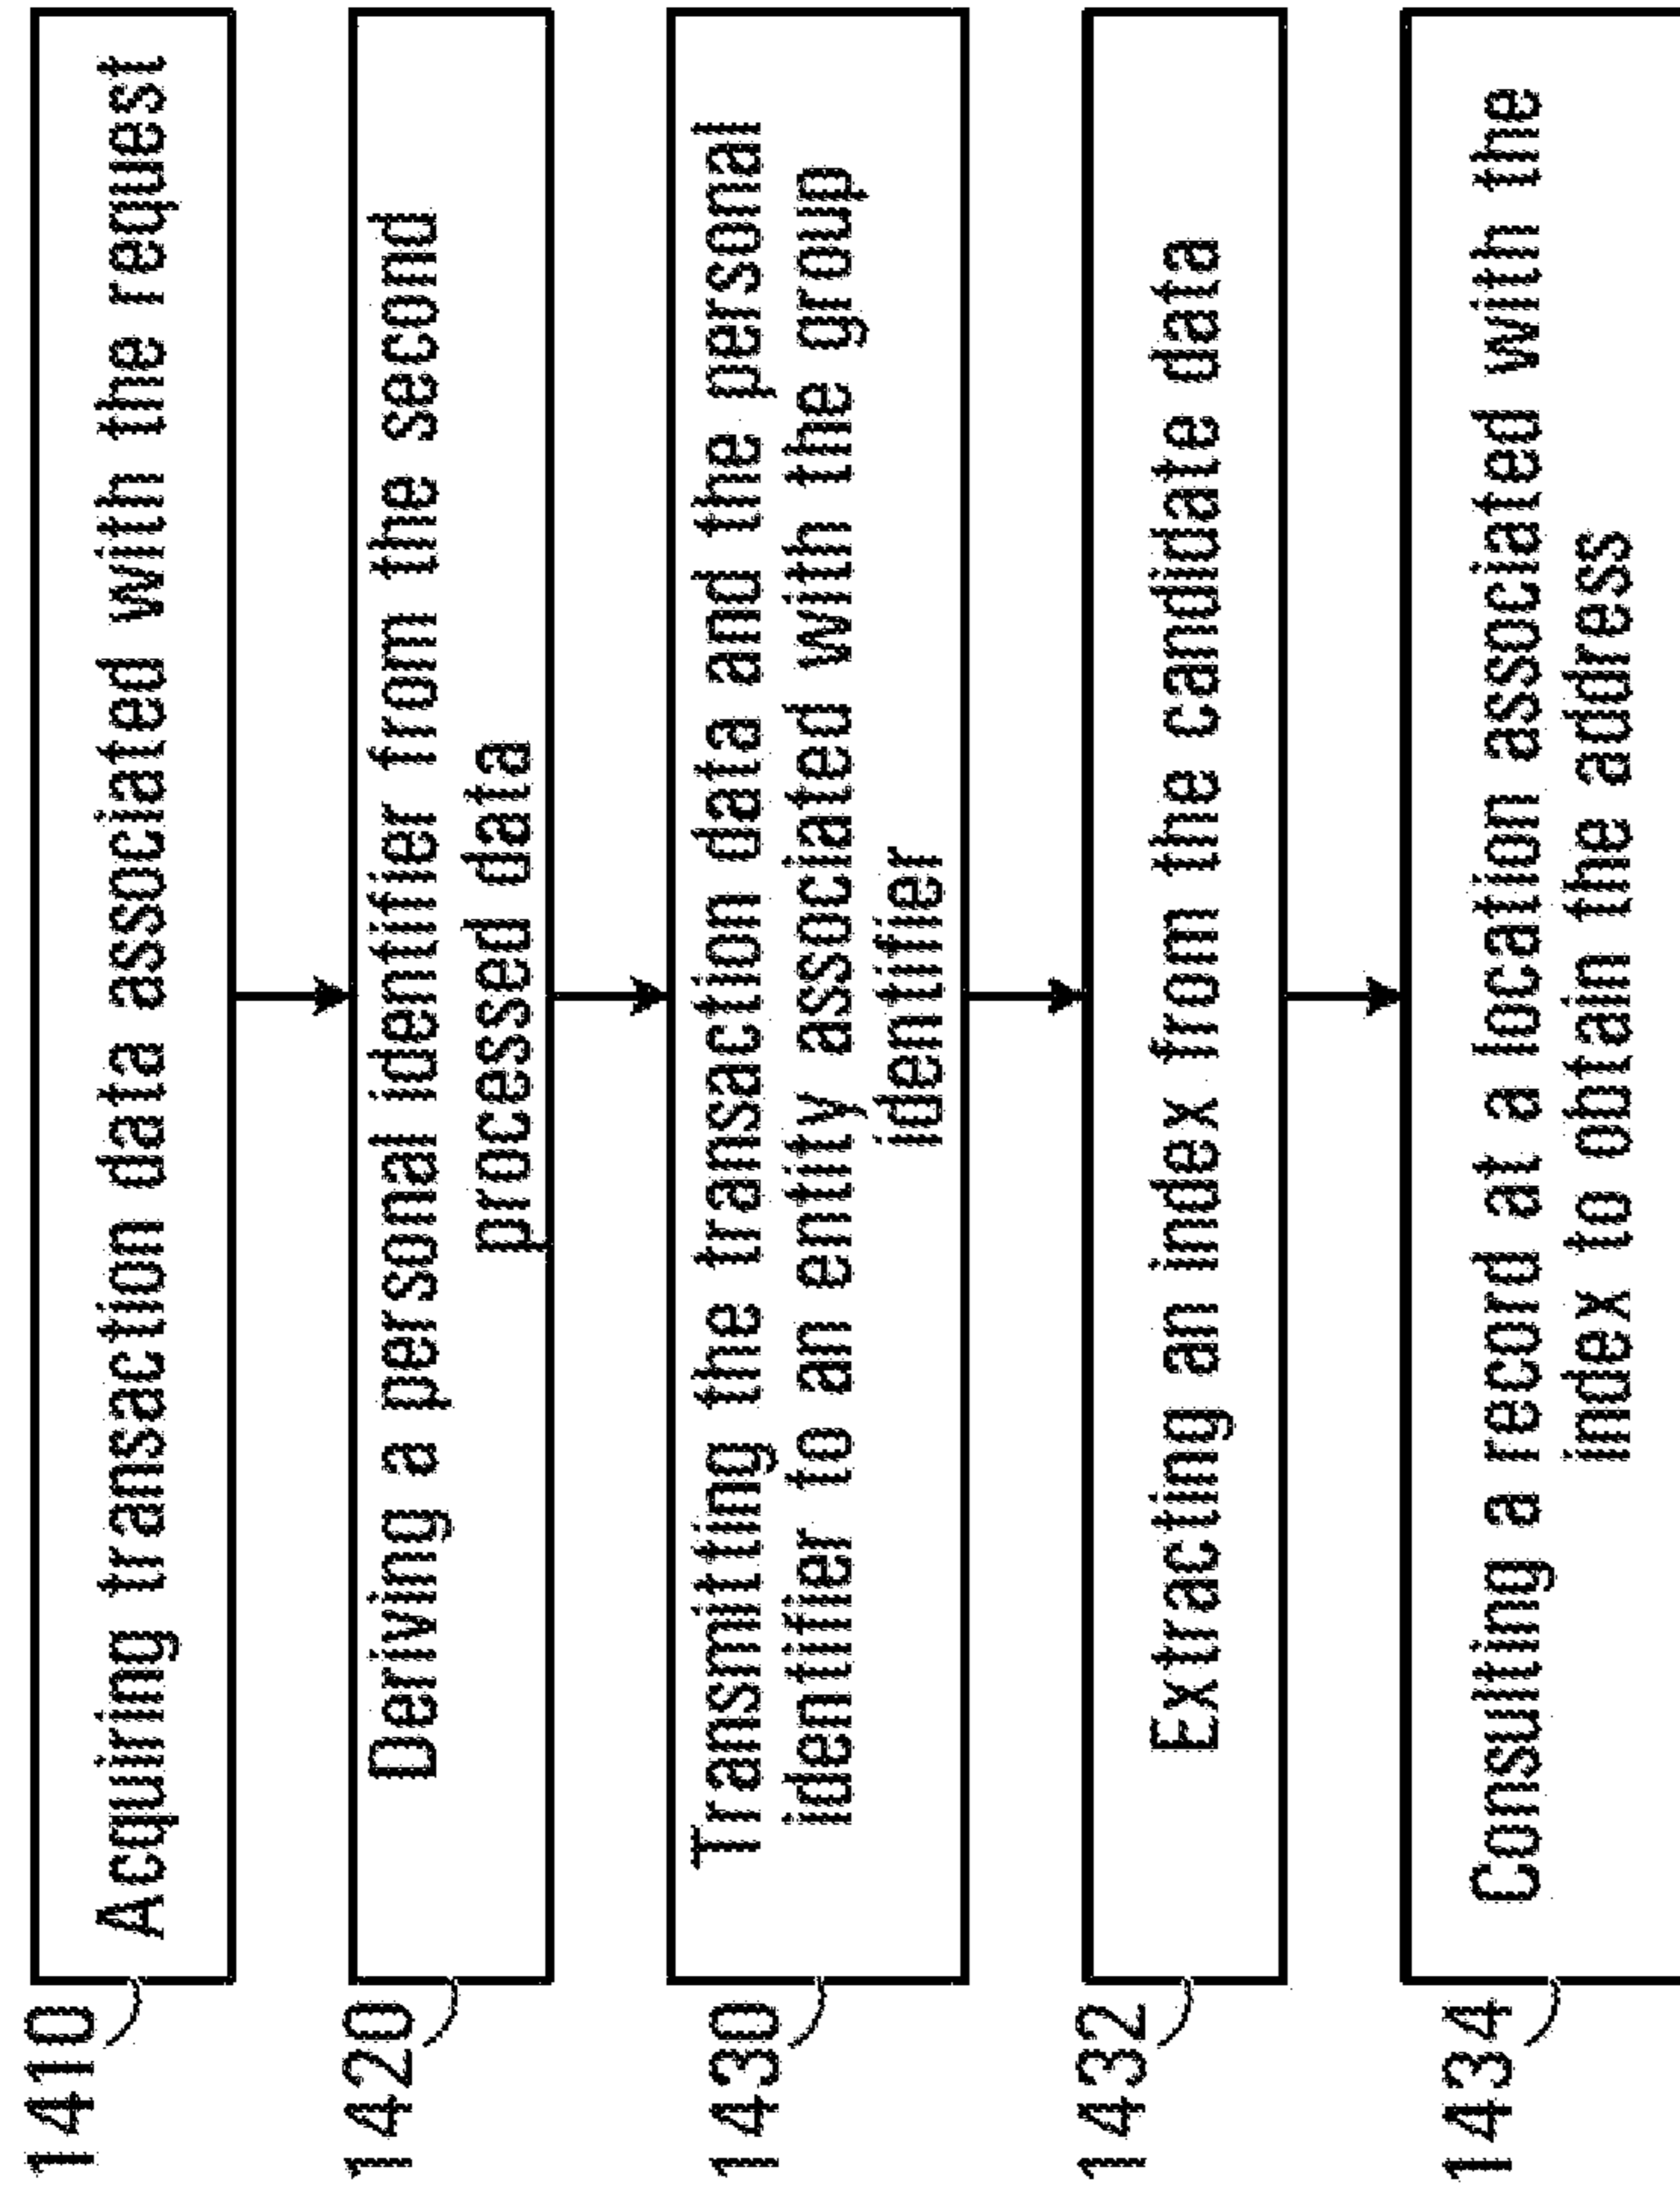 1410
Acquiring transaction data associated with the request
1420
Deriving a personal identifier from the second
processed data
1430
Transmitting the transaction data and the personal
identifier to an entity associated with the group
identifier
1432
Extracting an index from the candidate data
1434
Consulting a record at a location associated with the
index to obtain the address